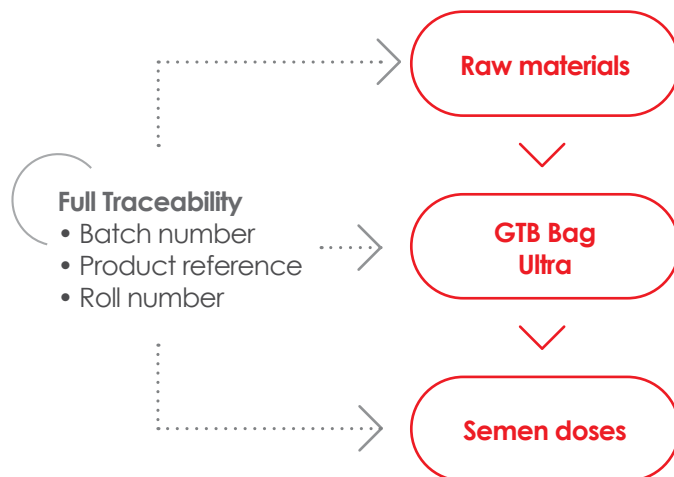 Raw materials
Full Traceability
• Batch number
• Product reference
• Roll number
GTB Bag
Ultra
Semen doses